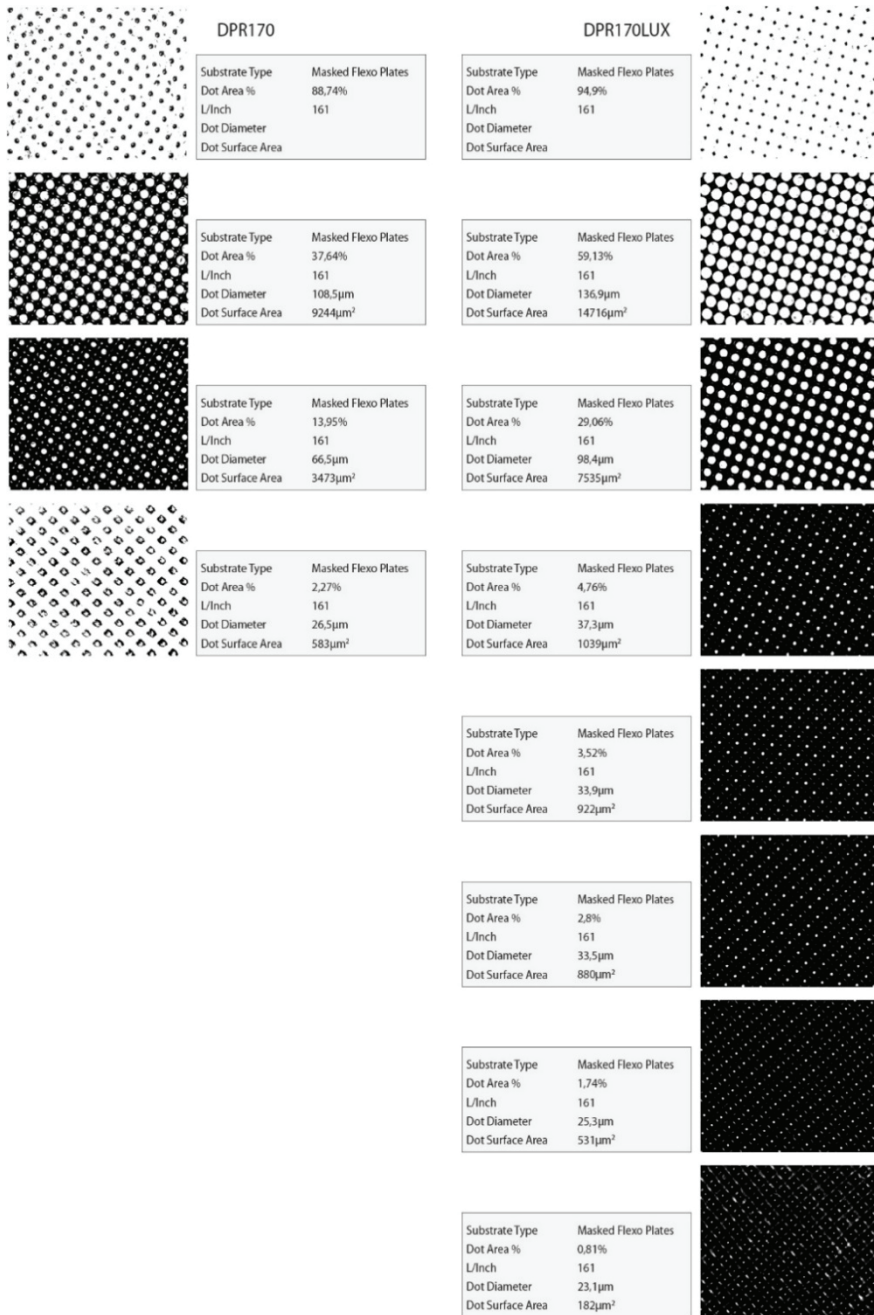 DPR170
Substrate Type Masked Flexo Plates
Dot Area % 88,74%
L/Inch 161
Dot Diameter
Dot Surface Area
Substrate Type Masked Flexo Plates
Dot Area % 37,64%
L/Inch 161
Dot Diameter 108,5µm
Dot Surface Area 9244µm²
Substrate Type Masked Flexo Plates
Dot Area % 13,95%
L/Inch 161
Dot Diameter 66,5µm
Dot Surface Area 3473µm²
Substrate Type Masked Flexo Plates
Dot Area % 2,27%
L/Inch 161
Dot Diameter 26,5µm
Dot Surface Area 583µm²
DPR170LUX
Substrate Type Masked Flexo Plates
Dot Area % 94,9%
L/Inch 161
Dot Diameter
Dot Surface Area
Substrate Type Masked Flexo Plates
Dot Area % 59,13%
L/Inch 161
Dot Diameter 136,9µm
Dot Surface Area 14716µm²
Substrate Type Masked Flexo Plates
Dot Area % 29,06%
L/Inch 161
Dot Diameter 98,4µm
Dot Surface Area 7535µm²
Substrate Type Masked Flexo Plates
Dot Area % 4,76%
L/Inch 161
Dot Diameter 37,3µm
Dot Surface Area 1039µm²
Substrate Type Masked Flexo Plates
Dot Area % 3,52%
L/Inch 161
Dot Diameter 33,9µm
Dot Surface Area 922µm²
Substrate Type Masked Flexo Plates
Dot Area % 2,8%
L/Inch 161
Dot Diameter 33,5µm
Dot Surface Area 880µm²
Substrate Type Masked Flexo Plates
Dot Area % 1,74%
L/Inch 161
Dot Diameter 25,3µm
Dot Surface Area 531µm²
Substrate Type Masked Flexo Plates
Dot Area % 0,81%
L/Inch 161
Dot Diameter 23,1µm
Dot Surface Area 182µm²